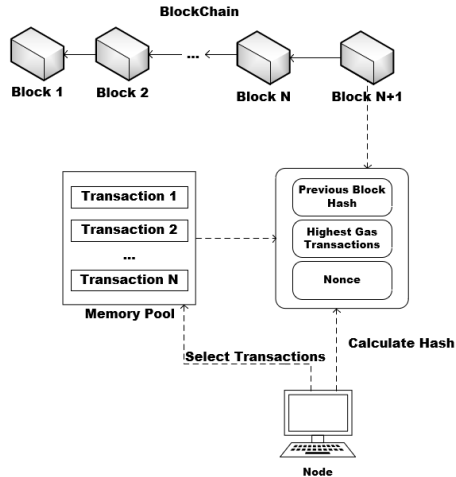 BlockChain
...
Block 1
Block 2
Block N
Block N+1
Transaction 1
Transaction 2
...
Transaction N
Memory Pool
Previous Block
Hash
Highest Gas
Transactions
Nonce
Select Transactions
Calculate Hash
Node